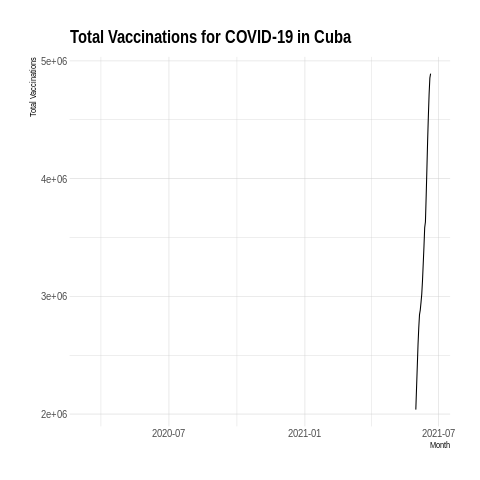 Total Vaccinations for COVID-19 in Cuba
Total Vaccinations
5e+06
4e+06
3e+06
2e+06
2020-07 2021-01 2021-07
Month